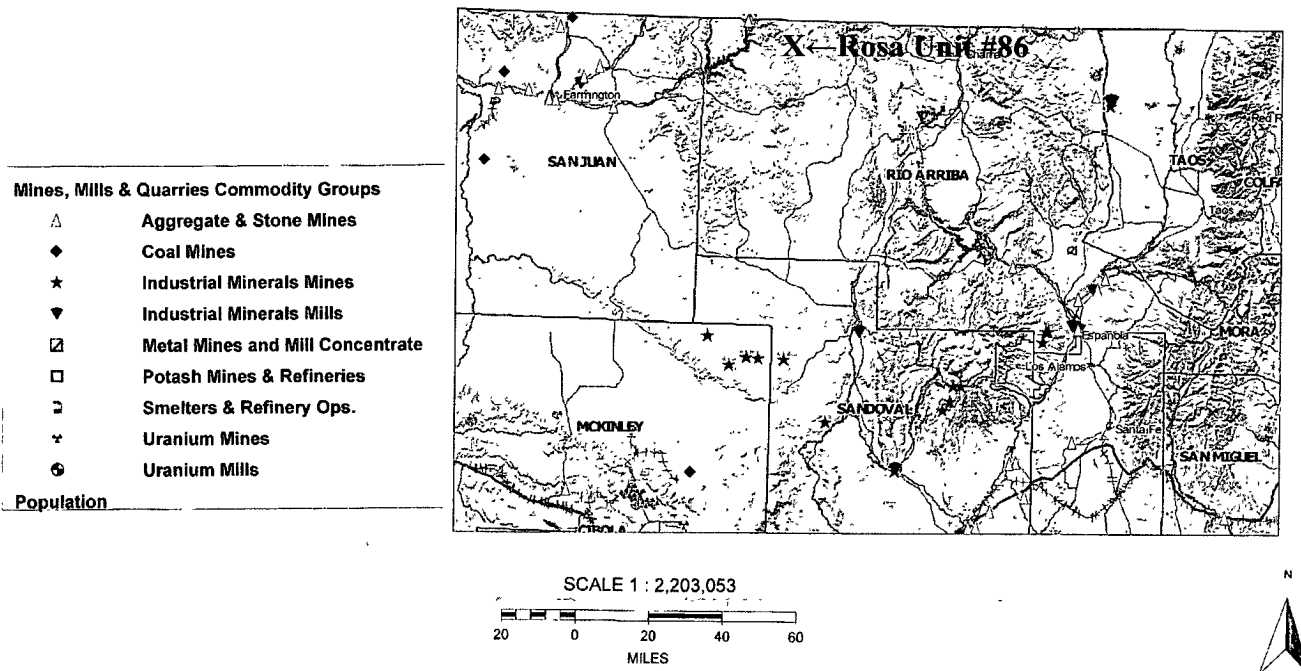 X←Rosa Unit #86
Farmington
SAN JUAN
RIO ARRIBA
TAOS
COLFA
Taos
MORA
Española
Los Alamos
SANDOVAL
MCKINLEY
Santa Fe
SAN MIGUEL
CIBOLA
Mines, Mills & Quarries Commodity Groups
Aggregate & Stone Mines
Coal Mines
Industrial Minerals Mines
Industrial Minerals Mills
Metal Mines and Mill Concentrate
Potash Mines & Refineries
Smelters & Refinery Ops.
Uranium Mines
Uranium Mills
Population
SCALE 1 : 2,203,053
20 0 20 40 60
MILES
N